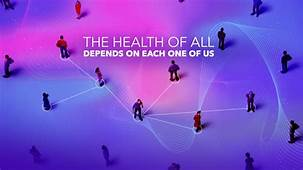 THE HEALTH OF ALL
DEPENDS ON EACH ONE OF US